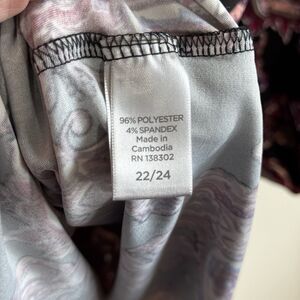 96% POLYESTER
4% SPANDEX
Made in
Cambodia
RN 138302
22/24